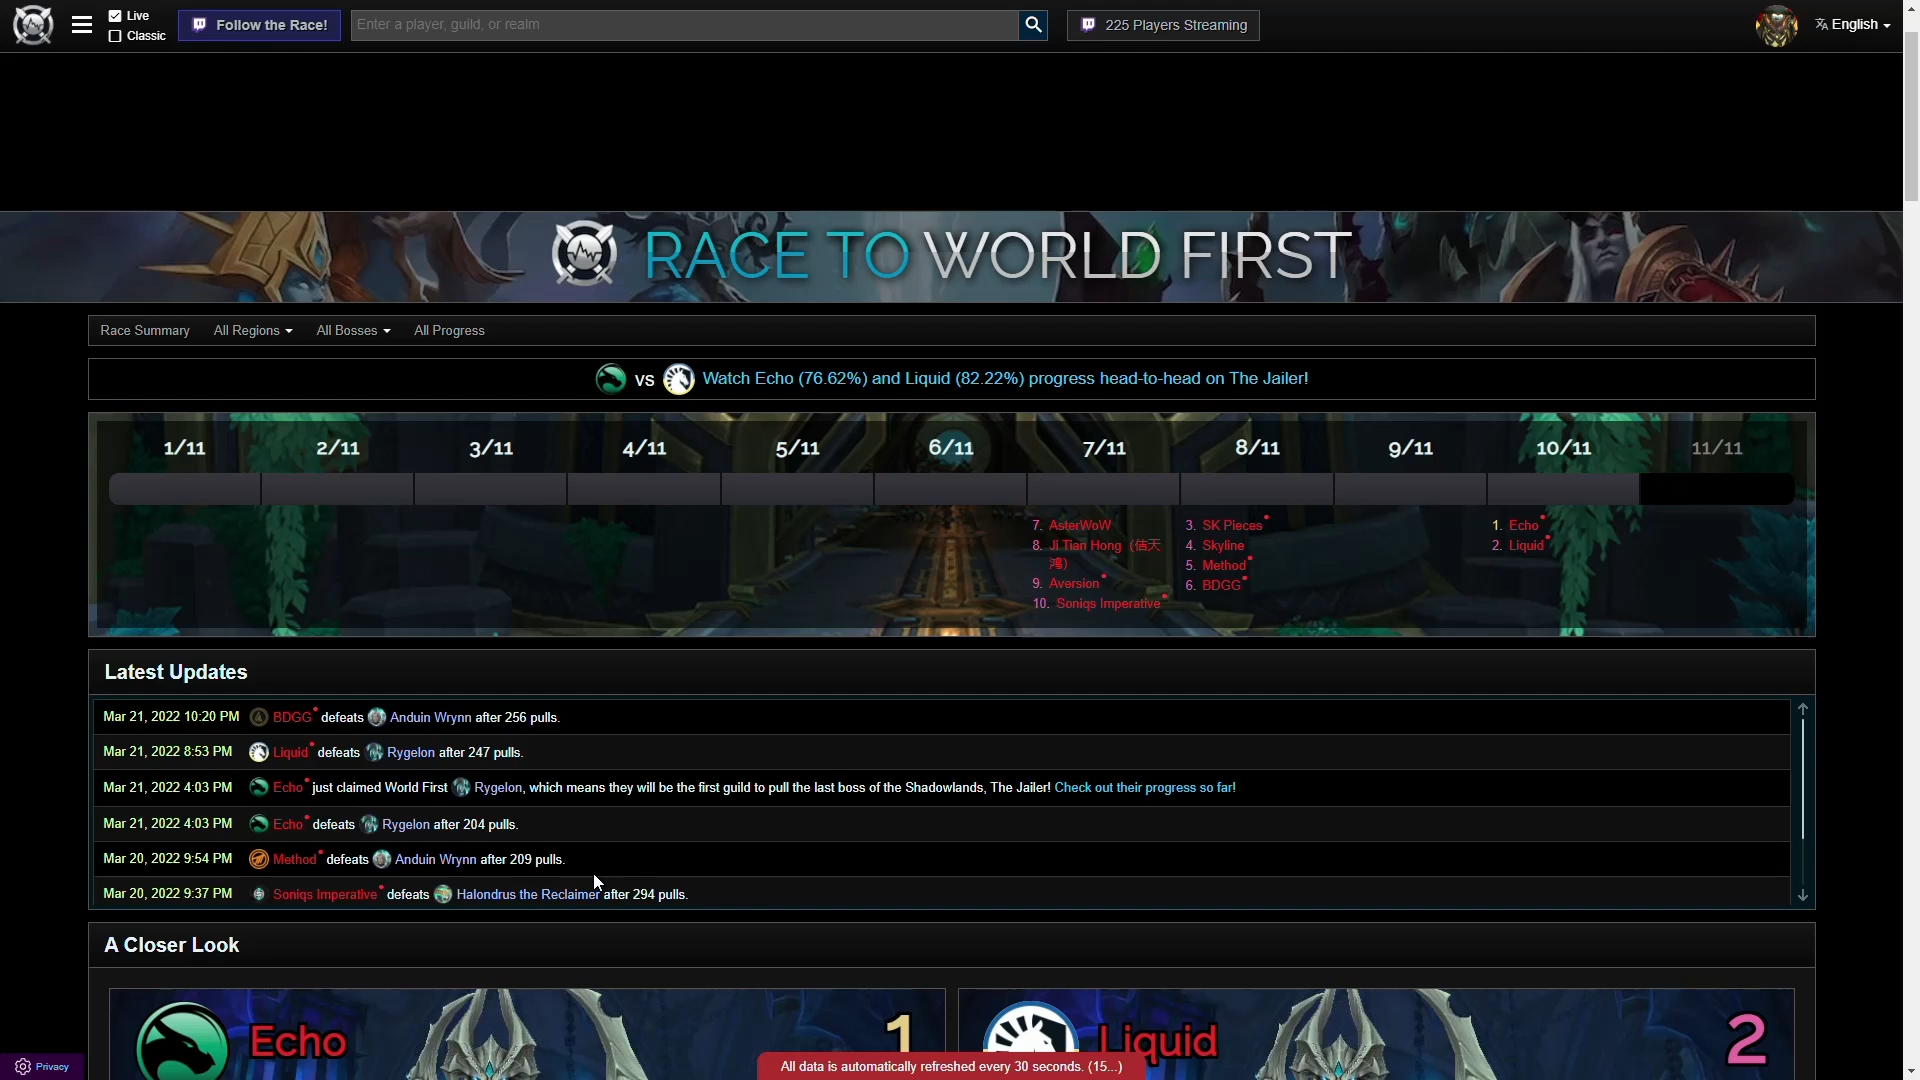 Live
Classic
Follow the Race!
Enter a player, guild, or realm
225 Players Streaming
English
RACE TO WORLD FIRST
Race Summary All Regions All Bosses All Progress
VS Watch Echo (76.62%) and Liquid (82.22%) progress head-to-head on The Jailer!
1/11 2/11 3/11 4/11 5/11 6/11 7/11 8/11 9/11 10/11 11/11
7. AsterWoW
8. Ji Tian Hong (信天
鸿)
9. Aversion
10. Soniqs Imperative
3. SK Pieces
4. Skyline
5. Method
6. BDGG
1. Echo
2. Liquid
Latest Updates
Mar 21, 2022 10:20 PM BDGG defeats Anduin Wrynn after 256 pulls.
Mar 21, 2022 8:53 PM Liquid defeats Rygelon after 247 pulls.
Mar 21, 2022 4:03 PM Echo just claimed World First Rygelon, which means they will be the first guild to pull the last boss of the Shadowlands, The Jailer! Check out their progress so far!
Mar 21, 2022 4:03 PM Echo defeats Rygelon after 204 pulls.
Mar 20, 2022 9:54 PM Method defeats Anduin Wrynn after 209 pulls.
Mar 20, 2022 9:37 PM Soniqs Imperative defeats Halondrus the Reclaimer after 294 pulls.
A Closer Look
Echo 1
Liquid 2
Privacy
All data is automatically refreshed every 30 seconds. (15...)